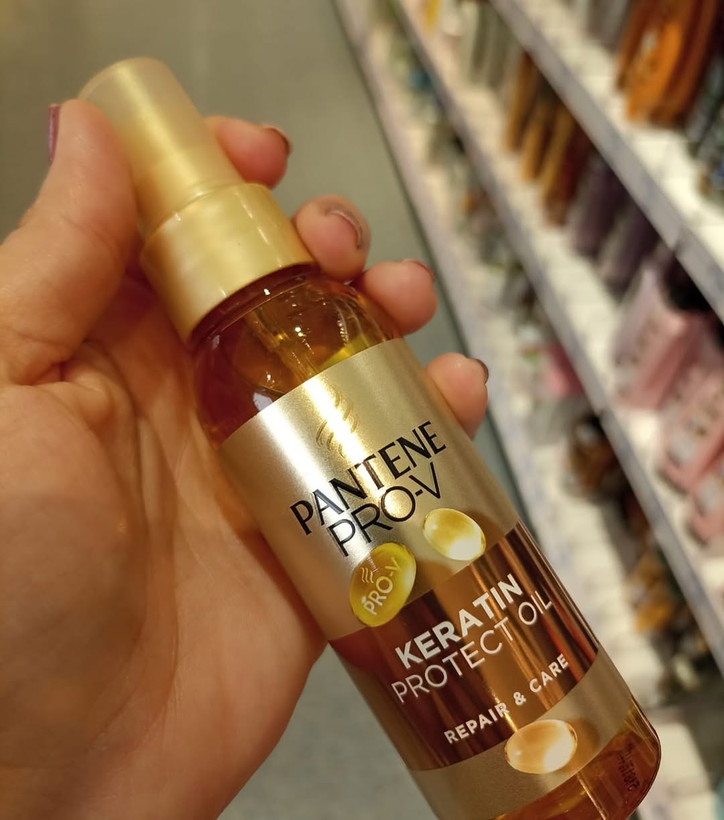 PANTENE
PRO-V
PRO-V
KERATIN
PROTECT OIL
REPAIR & CARE